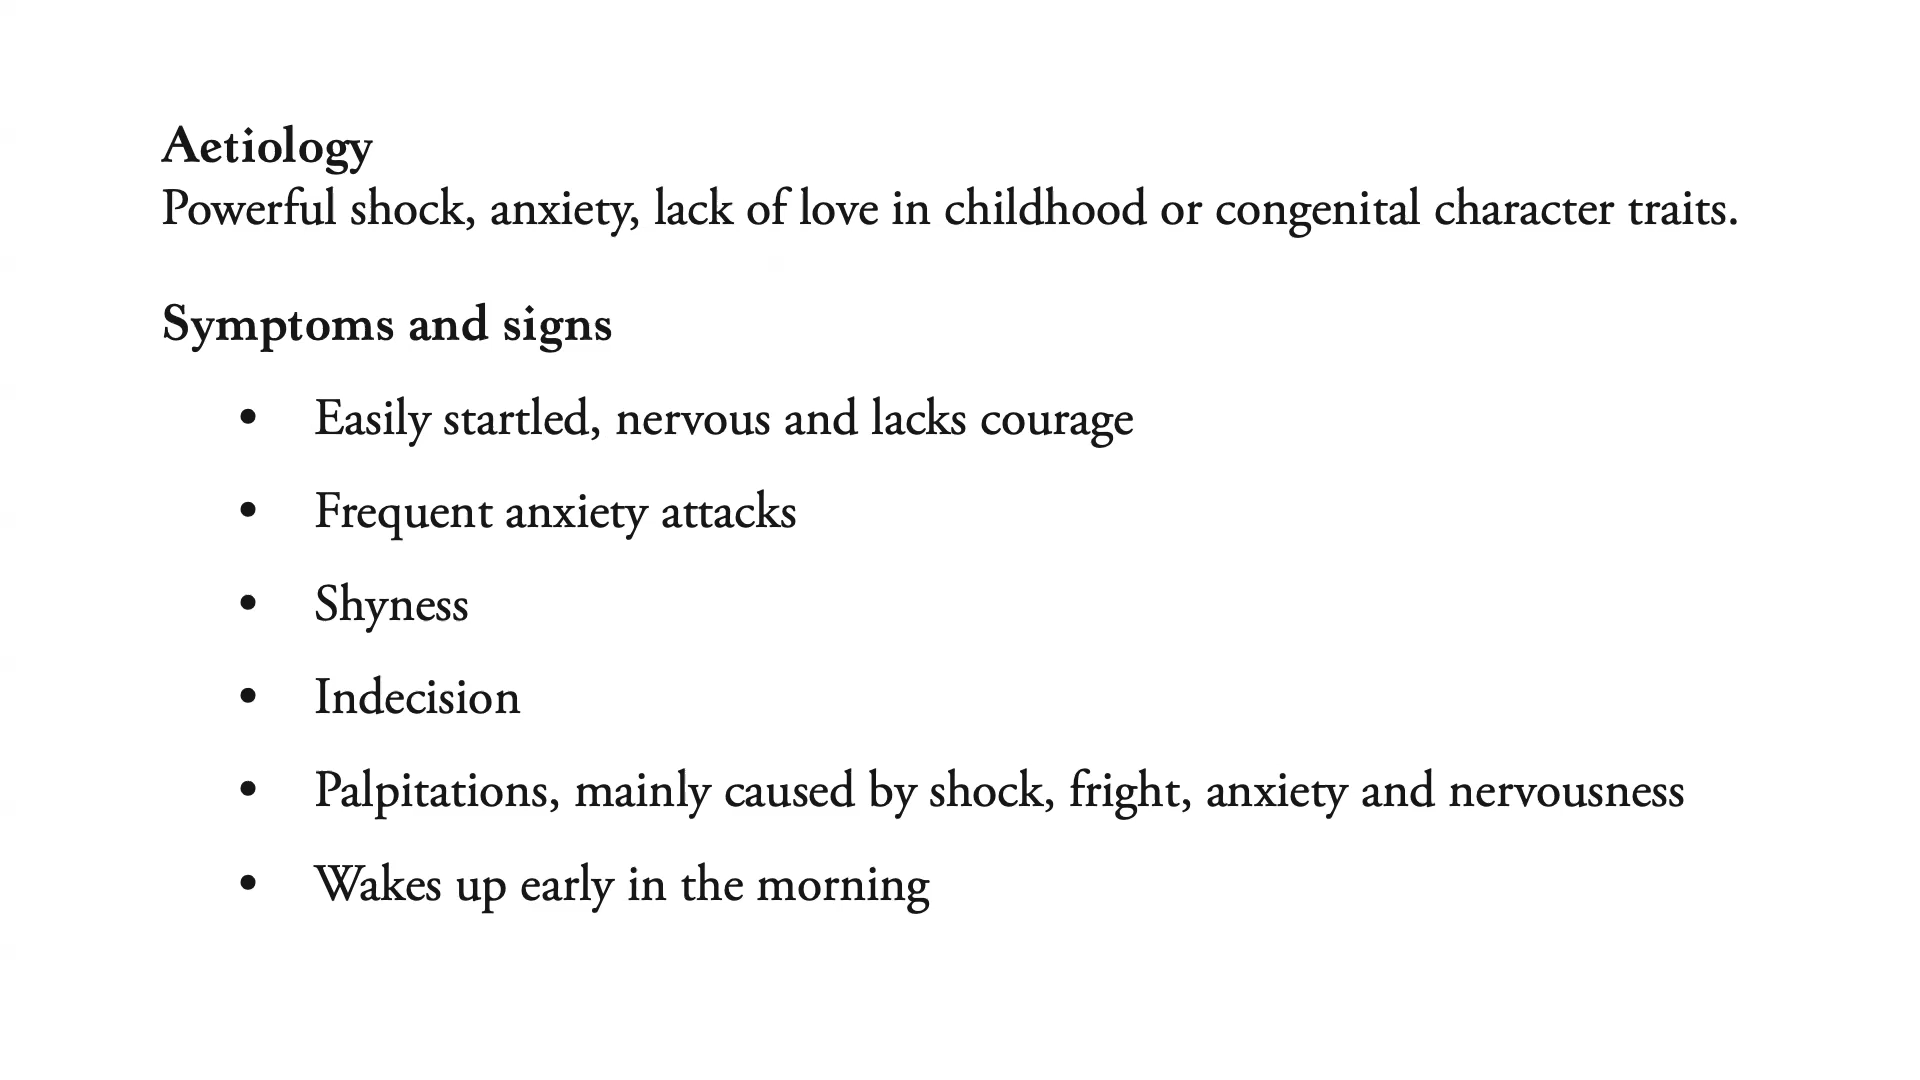 Aetiology
Powerful shock, anxiety, lack of love in childhood or congenital character traits.
Symptoms and signs
• Easily startled, nervous and lacks courage
• Frequent anxiety attacks
• Shyness
• Indecision
• Palpitations, mainly caused by shock, fright, anxiety and nervousness
• Wakes up early in the morning